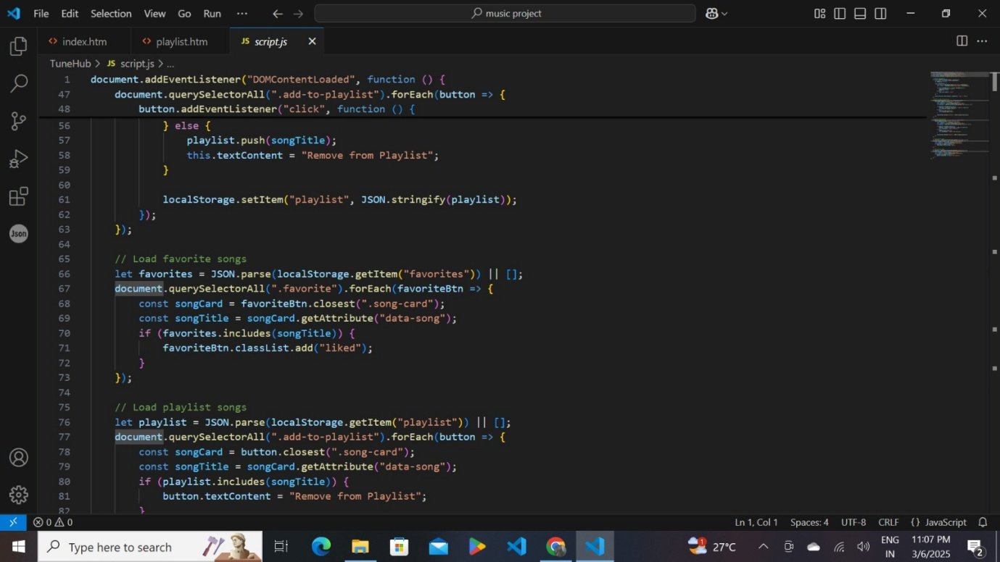 File Edit Selection View Go Run ··· music project
index.htm playlist.htm JS script.js
TuneHub > JS script.js > ...
1 document.addEventListener("DOMContentLoaded", function () {
47 document.querySelectorAll(".add-to-playlist").forEach(button => {
48 button.addEventListener("click", function () {
56 } else {
57 playlist.push(songTitle);
58 this.textContent = "Remove from Playlist";
59 }
60
61 localStorage.setItem("playlist", JSON.stringify(playlist));
62 });
63 });
64
65 // Load favorite songs
66 let favorites = JSON.parse(localStorage.getItem("favorites")) || [];
67 document.querySelectorAll(".favorite").forEach(favoriteBtn => {
68 const songCard = favoriteBtn.closest(".song-card");
69 const songTitle = songCard.getAttribute("data-song");
70 if (favorites.includes(songTitle)) {
71 favoriteBtn.classList.add("liked");
72 }
73 });
74
75 // Load playlist songs
76 let playlist = JSON.parse(localStorage.getItem("playlist")) || [];
77 document.querySelectorAll(".add-to-playlist").forEach(button => {
78 const songCard = button.closest(".song-card");
79 const songTitle = songCard.getAttribute("data-song");
80 if (playlist.includes(songTitle)) {
81 button.textContent = "Remove from Playlist";
82 }
Json
0 0 Ln 1, Col 1 Spaces: 4 UTF-8 CRLF {} JavaScript
Type here to search 1 27°C ENG 11:07 PM
IN 3/6/2025 2